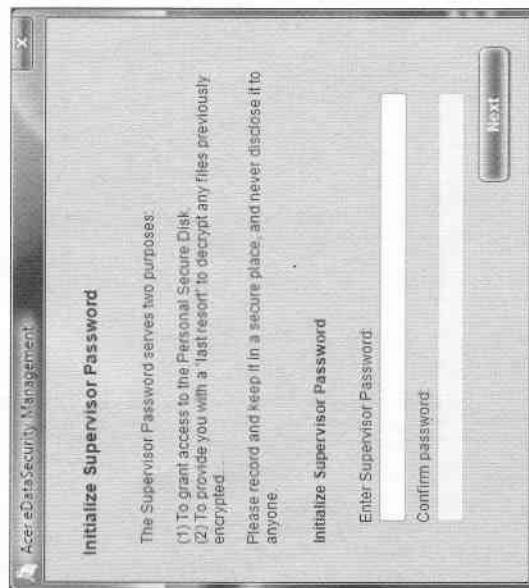 Acer eDataSecurity Management
Initialize Supervisor Password
The Supervisor Password serves two purposes:
(1) To grant access to the Personal Secure Disk.
(2) To provide you with a "last resort" to decrypt any files previously
encrypted.
Please record and keep it in a secure place, and never disclose it to
anyone.
Initialize Supervisor Password
Enter Supervisor Password:
Confirm password:
Next